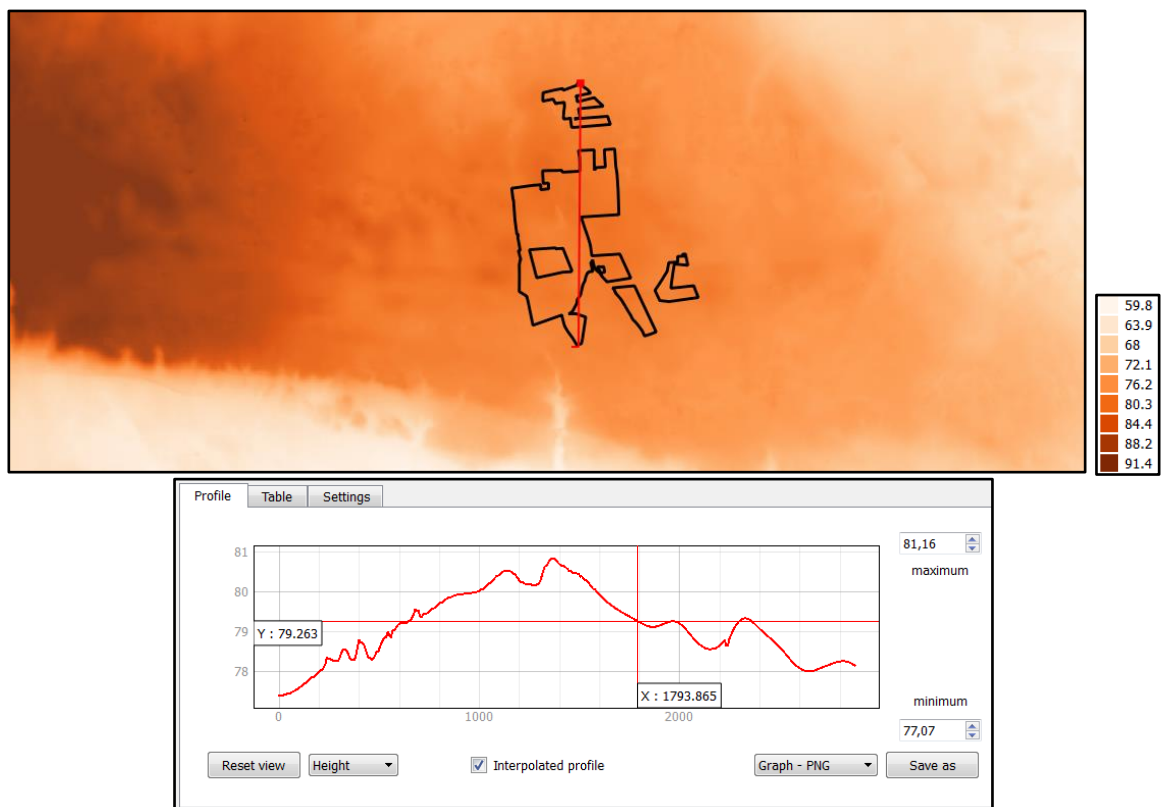 59.8
63.9
68
72.1
76.2
80.3
84.4
88.2
91.4
Profile Table Settings
81,16
maximum
81
80
79
78
Y : 79.263
X : 1793.865
0 1000 2000
minimum
77,07
Reset view Height Interpolated profile Graph - PNG Save as